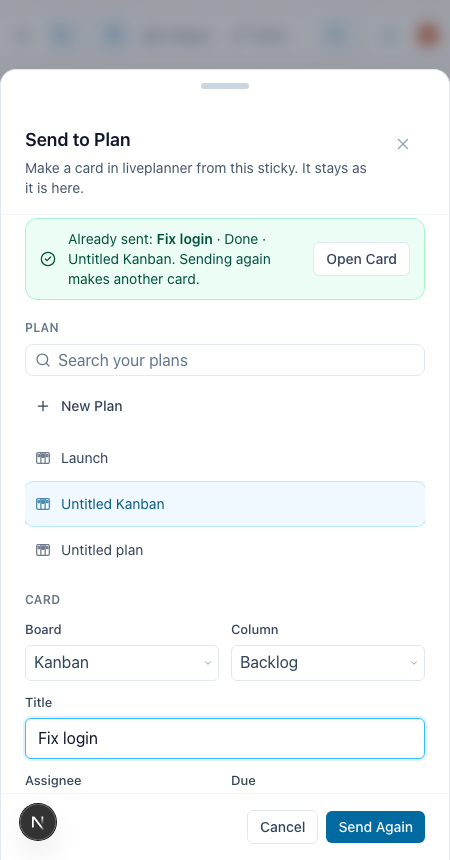 Send to Plan
Make a card in liveplanner from this sticky. It stays as
it is here.
Already sent: Fix login · Done ·
Untitled Kanban. Sending again
makes another card.
Open Card
PLAN
Search your plans
New Plan
Launch
Untitled Kanban
Untitled plan
CARD
Board
Column
Kanban
Backlog
Title
Fix login
Assignee
Due
N
Cancel
Send Again